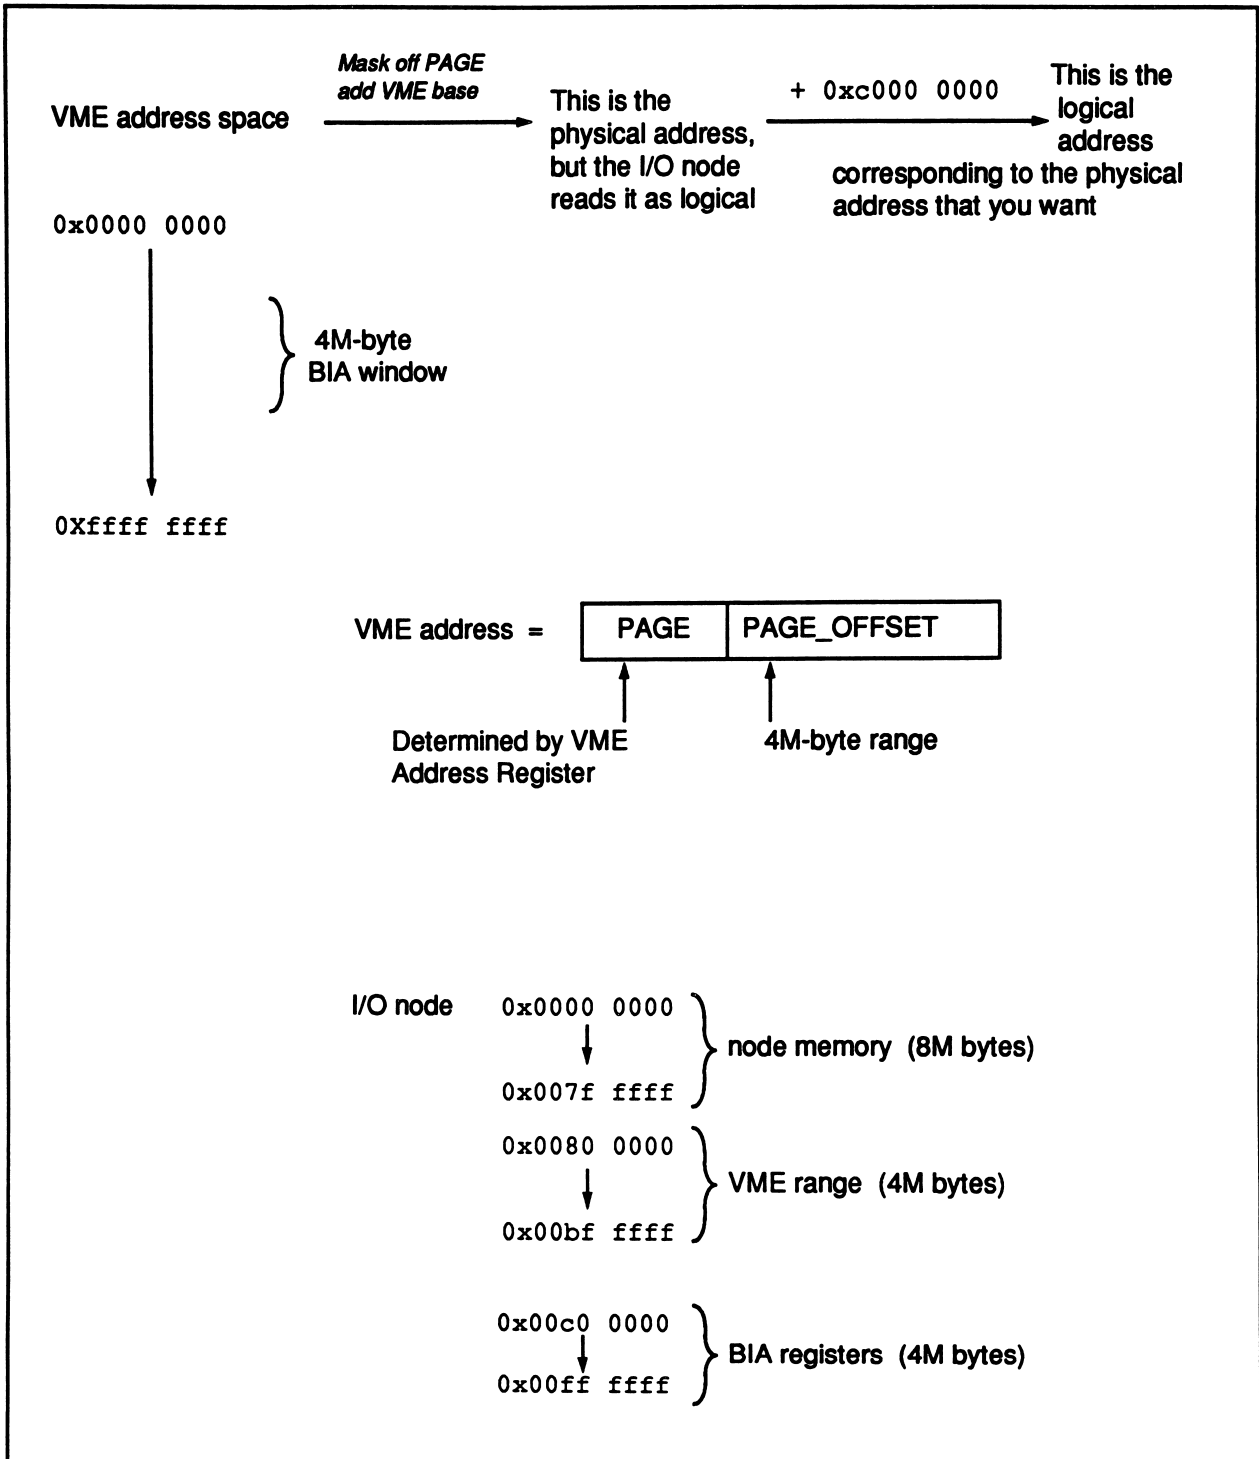 Mask off PAGE
add VME base
VME address space
This is the
physical address,
but the I/O node
reads it as logical
+ 0xc000 0000
This is the
logical
address
corresponding to the physical
address that you want
0x0000 0000
4M-byte
BIA window
0Xffff ffff
VME address =
PAGE
PAGE_OFFSET
Determined by VME
Address Register
4M-byte range
I/O node
0x0000 0000
0x007f ffff
node memory (8M bytes)
0x0080 0000
0x00bf ffff
VME range (4M bytes)
0x00c0 0000
0x00ff ffff
BIA registers (4M bytes)